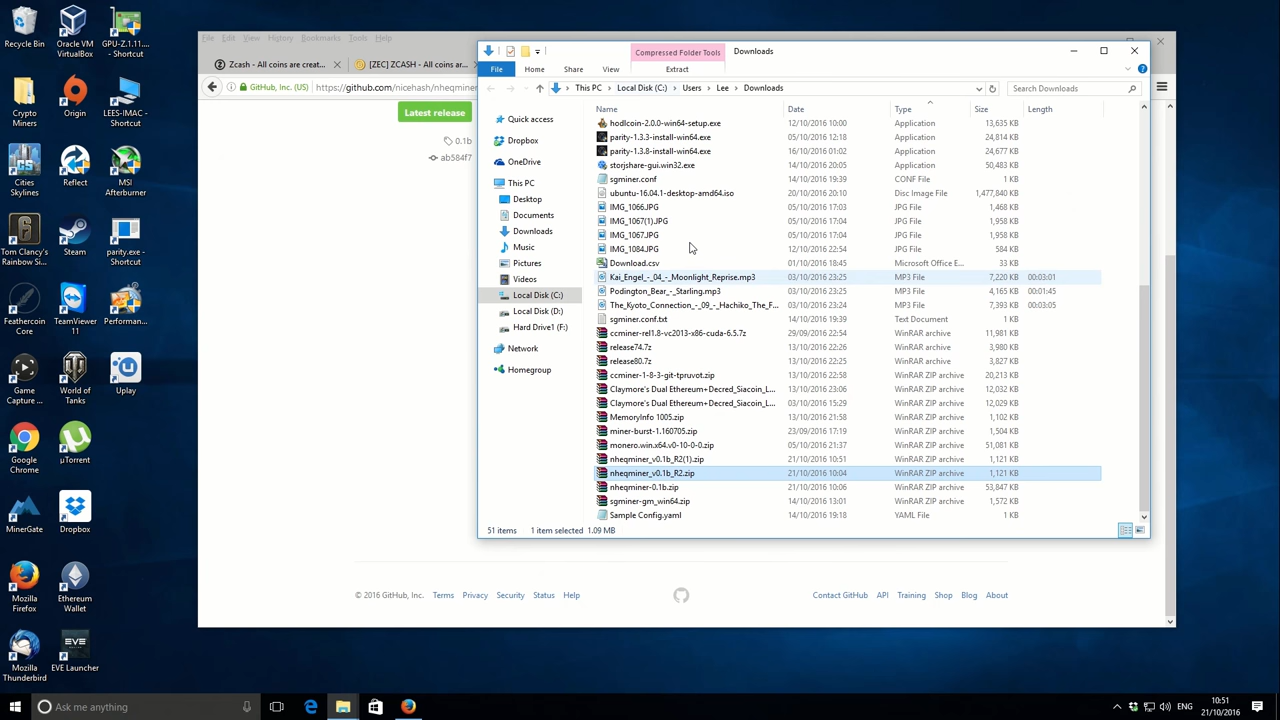 Recycle Bin
Oracle VM VirtualBox
GPU-Z.1.11.... - Shortcut
Crypto Miners
Origin
LEES-IMAC - Shortcut
Cities Skylines
Reflect
MSI Afterburner
Tom Clancy's Rainbow Si...
Steam
parity.exe - Shortcut
Feathercoin Core
TeamViewer 11
Performan...
Game Capture ...
World of Tanks
Uplay
Google Chrome
µTorrent
MinerGate
Dropbox
Mozilla Firefox
Ethereum Wallet
Mozilla Thunderbird
EVE Launcher
File Edit View History Bookmarks Tools Help
Zcash - All coins are creat...
[ZEC] ZCASH - All coins ar...
GitHub, Inc. (US) https://github.com/nicehash/nheqminer
Latest release
0.1b
ab584f7
Compressed Folder Tools
Downloads
File Home Share View Extract
This PC Local Disk (C:) Users Lee Downloads
Search Downloads
Quick access
Dropbox
OneDrive
This PC
Desktop
Documents
Downloads
Music
Pictures
Videos
Local Disk (C:)
Local Disk (D:)
Hard Drive1 (F:)
Network
Homegroup
Name Date Type Size Length
hodlcoin-2.0.0-win64-setup.exe 12/10/2016 10:00 Application 13,635 KB
parity-1.3.3-install-win64.exe 05/10/2016 12:18 Application 24,814 KB
parity-1.3.8-install-win64.exe 16/10/2016 01:02 Application 24,677 KB
storjshare-gui.win32.exe 14/10/2016 20:05 Application 50,483 KB
sgminer.conf 14/10/2016 19:39 CONF File 1 KB
ubuntu-16.04.1-desktop-amd64.iso 20/10/2016 20:10 Disc Image File 1,477,840 KB
IMG_1066.JPG 05/10/2016 17:03 JPG File 1,468 KB
IMG_1067(1).JPG 05/10/2016 17:04 JPG File 1,958 KB
IMG_1067.JPG 05/10/2016 17:04 JPG File 1,958 KB
IMG_1084.JPG 12/10/2016 22:54 JPG File 584 KB
Download.csv 01/10/2016 18:45 Microsoft Office E... 33 KB
Kai_Engel_-_04_-_Moonlight_Reprise.mp3 03/10/2016 23:25 MP3 File 7,220 KB 00:03:01
Podington_Bear_-_Starling.mp3 03/10/2016 23:25 MP3 File 4,165 KB 00:01:45
The_Kyoto_Connection_-_09_-_Hachiko_The_F... 03/10/2016 23:24 MP3 File 7,393 KB 00:03:05
sgminer.conf.txt 14/10/2016 19:39 Text Document 1 KB
ccminer-rel1.8-vc2013-x86-cuda-6.5.7z 29/09/2016 22:54 WinRAR archive 11,981 KB
release74.7z 13/10/2016 22:26 WinRAR archive 3,980 KB
release80.7z 13/10/2016 22:25 WinRAR archive 3,827 KB
ccminer-1-8-3-git-tpruvot.zip 13/10/2016 22:58 WinRAR ZIP archive 20,213 KB
Claymore's Dual Ethereum+Decred_Siacoin_L... 13/10/2016 23:06 WinRAR ZIP archive 12,032 KB
Claymore's Dual Ethereum+Decred_Siacoin_L... 03/10/2016 15:29 WinRAR ZIP archive 12,029 KB
MemoryInfo 1005.zip 13/10/2016 21:58 WinRAR ZIP archive 1,102 KB
miner-burst-1.160705.zip 23/09/2016 17:19 WinRAR ZIP archive 1,504 KB
monero.win.x64.v0-10-0-0.zip 05/10/2016 21:37 WinRAR ZIP archive 51,081 KB
nheqminer_v0.1b_R2(1).zip 21/10/2016 10:51 WinRAR ZIP archive 1,121 KB
nheqminer_v0.1b_R2.zip 21/10/2016 10:04 WinRAR ZIP archive 1,121 KB
nheqminer-0.1b.zip 21/10/2016 10:06 WinRAR ZIP archive 53,847 KB
sgminer-gm_win64.zip 14/10/2016 13:01 WinRAR ZIP archive 1,572 KB
Sample Config.yaml 14/10/2016 19:18 YAML File 1 KB
51 items 1 item selected 1.09 MB
© 2016 GitHub, Inc. Terms Privacy Security Status Help Contact GitHub API Training Shop Blog About
Ask me anything
ENG
10:51
21/10/2016